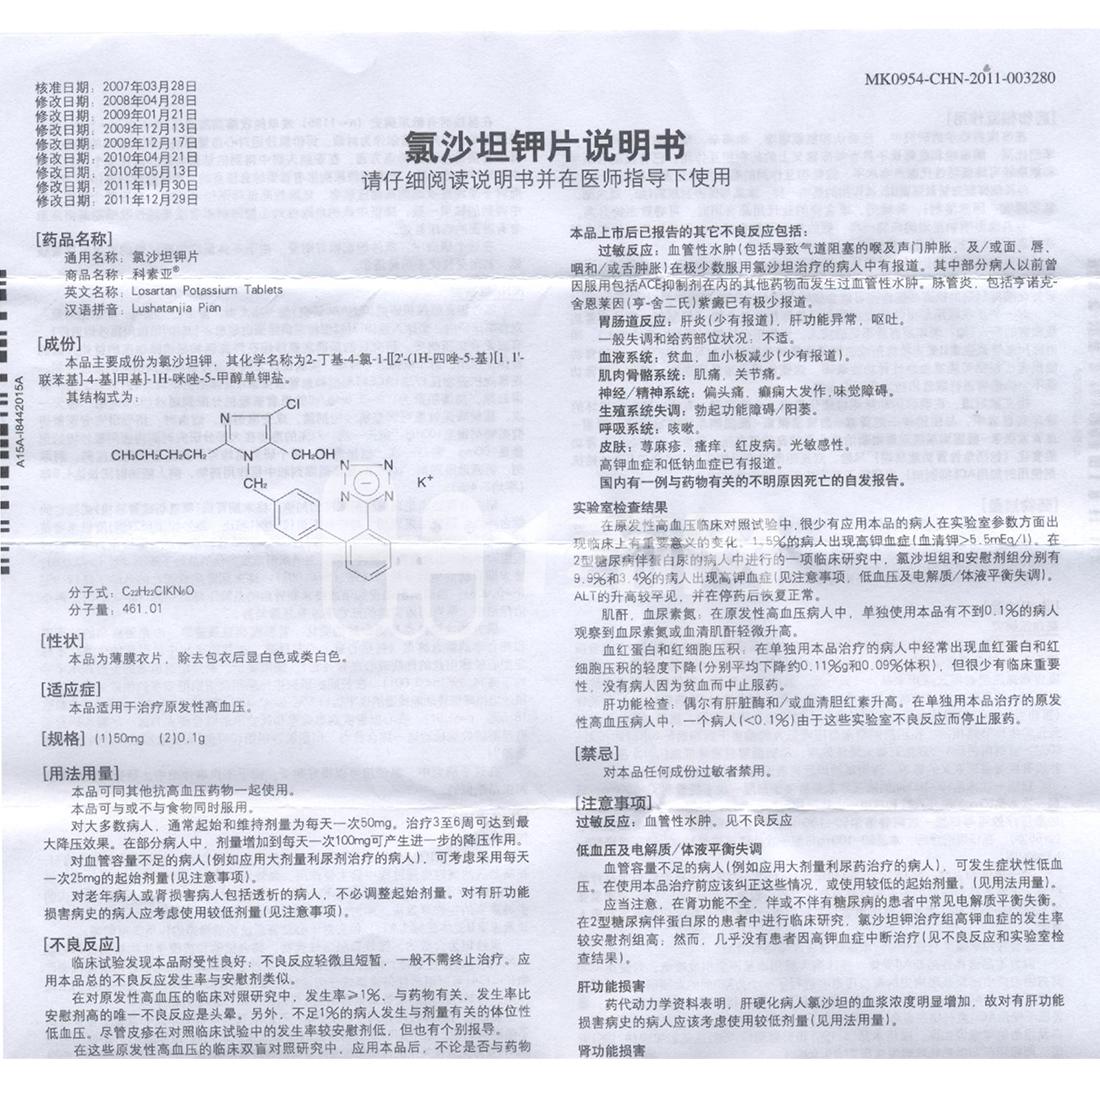 MK0954-CHN-2011-003280
核准日期：2007年03月28日
修改日期：2008年04月28日
修改日期：2009年01月21日
修改日期：2009年12月13日
修改日期：2009年12月17日
修改日期：2010年04月21日
修改日期：2010年05月13日
修改日期：2011年11月30日
修改日期：2011年12月29日
氯沙坦钾片说明书
请仔细阅读说明书并在医师指导下使用
[药品名称]
通用名称：氯沙坦钾片
商品名称：科素亚®
英文名称：Losartan Potassium Tablets
汉语拼音：Lushatanjia Pian
[成份]
本品主要成份为氯沙坦钾，其化学名称为2-丁基-4-氯-1-[[2'-(1H-四唑-5-基)[1,1'-
联苯基]-4-基]甲基]-1H-咪唑-5-甲醇单钾盐。
其结构式为：
N
Cl
CH₃CH₂CH₂CH₂
N
CH₂OH
CH₂
N
N
N
N
K⁺
分子式：C₂₂H₂₂ClKN₆O
分子量：461.01
[性状]
本品为薄膜衣片，除去包衣后显白色或类白色。
[适应症]
本品适用于治疗原发性高血压。
[规格] (1)50mg (2)0.1g
[用法用量]
本品可同其他抗高血压药物一起使用。
本品可与或不与食物同时服用。
对大多数病人，通常起始和维持剂量为每天一次50mg。治疗3至6周可达到最
大降压效果。在部分病人中，剂量增加到每天一次100mg可产生进一步的降压作用。
对血管容量不足的病人(例如应用大剂量利尿剂治疗的病人)，可考虑采用每天
一次25mg的起始剂量(见注意事项)。
对老年病人或肾损害病人包括透析的病人，不必调整起始剂量。对有肝功能
损害病史的病人应考虑使用较低剂量(见注意事项)。
[不良反应]
临床试验发现本品耐受性良好；不良反应轻微且短暂，一般不需终止治疗。应
用本品总的不良反应发生率与安慰剂类似。
在对原发性高血压的临床对照研究中，发生率≥1%、与药物有关、发生率比
安慰剂高的唯一不良反应是头晕。另外，不足1%的病人发生与剂量有关的体位性
低血压。尽管皮疹在对照临床试验中的发生率较安慰剂低，但也有个别报导。
在这些原发性高血压的临床双盲对照研究中，应用本品后，不论是否与药物
A15A-I8442015A
本品上市后已报告的其它不良反应包括：
过敏反应：血管性水肿(包括导致气道阻塞的喉及声门肿胀，及/或面、唇、
咽和/或舌肿胀)在极少数服用氯沙坦治疗的病人中有报道。其中部分病人以前曾
因服用包括ACE抑制剂在内的其他药物而发生过血管性水肿。脉管炎，包括亨诺克-
舍恩莱因(亨-舍二氏)紫癜已有极少报道。
胃肠道反应：肝炎(少有报道)，肝功能异常，呕吐。
一般失调和给药部位状况：不适。
血液系统：贫血，血小板减少(少有报道)。
肌肉骨骼系统：肌痛，关节痛。
神经/精神系统：偏头痛，癫痫大发作,味觉障碍。
生殖系统失调：勃起功能障碍/阳萎。
呼吸系统：咳嗽。
皮肤：荨麻疹，瘙痒，红皮病，光敏感性。
高钾血症和低钠血症已有报道。
国内有一例与药物有关的不明原因死亡的自发报告。
实验室检查结果
在原发性高血压临床对照试验中,很少有应用本品的病人在实验室参数方面出
现临床上有重要意义的变化。1.5%的病人出现高钾血症(血清钾>5.5mEq/l)。在
2型糖尿病伴蛋白尿的病人中进行的一项临床研究中，氯沙坦组和安慰剂组分别有
9.9%和3.4%的病人出现高钾血症(见注意事项，低血压及电解质/体液平衡失调)。
ALT的升高较罕见，并在停药后恢复正常。
肌酐，血尿素氮：在原发性高血压病人中，单独使用本品有不到0.1%的病人
观察到血尿素氮或血清肌酐轻微升高。
血红蛋白和红细胞压积：在单独用本品治疗的病人中经常出现血红蛋白和红
细胞压积的轻度下降(分别平均下降约0.11%g和0.09%体积)，但很少有临床重要
性，没有病人因为贫血而中止服药。
肝功能检查：偶尔有肝脏酶和/或血清胆红素升高。在单独用本品治疗的原发
性高血压病人中，一个病人(<0.1%)由于这些实验室不良反应而停止服药。
[禁忌]
对本品任何成份过敏者禁用。
[注意事项]
过敏反应：血管性水肿。见不良反应
低血压及电解质/体液平衡失调
血管容量不足的病人(例如应用大剂量利尿药治疗的病人)，可发生症状性低血
压。在使用本品治疗前应该纠正这些情况，或使用较低的起始剂量。(见用法用量)。
应当注意，在肾功能不全，伴或不伴有糖尿病的患者中常见电解质平衡失衡。
在2型糖尿病伴蛋白尿的患者中进行临床研究，氯沙坦钾治疗组高钾血症的发生率
较安慰剂组高；然而，几乎没有患者因高钾血症中断治疗(见不良反应和实验室检
查结果)。
肝功能损害
药代动力学资料表明，肝硬化病人氯沙坦的血浆浓度明显增加，故对有肝功能
损害病史的病人应该考虑使用较低剂量(见用法用量)。
肾功能损害